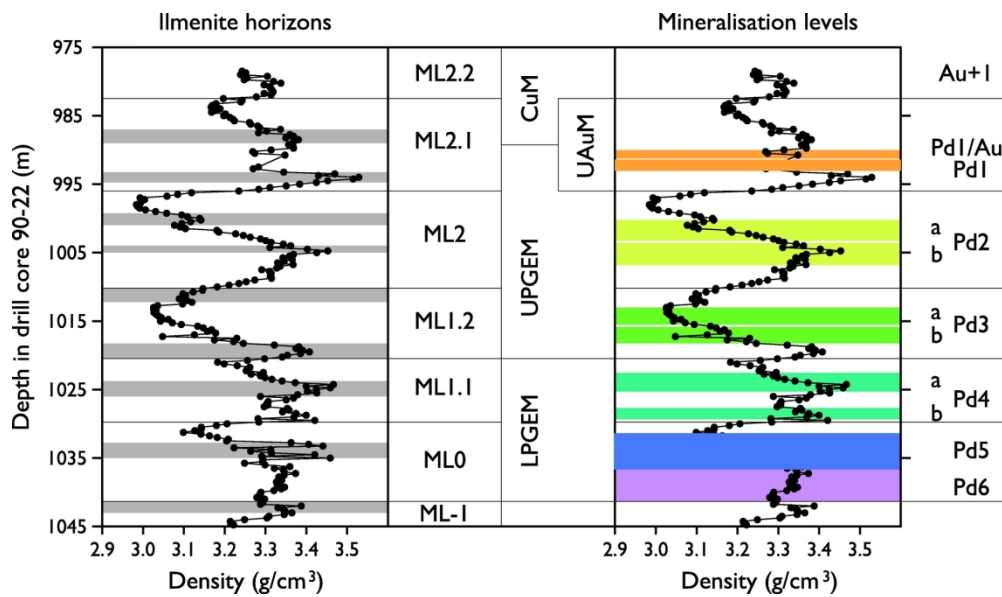 Ilmenite horizons
Mineralisation levels
Depth in drill core 90-22 (m)
975
985
995
1005
1015
1025
1035
1045
2.9 3.0 3.1 3.2 3.3 3.4 3.5
Density (g/cm³)
ML2.2
ML2.1
ML2
ML1.2
ML1.1
ML0
ML-1
CuM
UAuM
UPGEM
LPGEM
2.9 3.0 3.1 3.2 3.3 3.4 3.5
Density (g/cm³)
Au+1
Pd1/Au
Pd1
a
b
Pd2
a
b
Pd3
a
b
Pd4
Pd5
Pd6